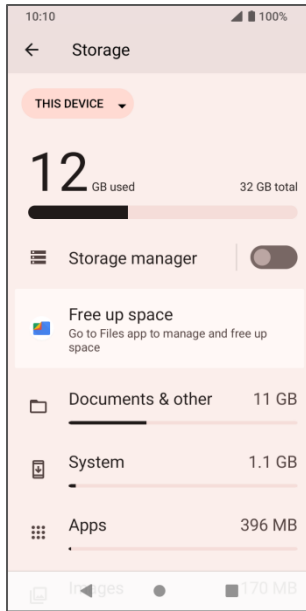 10:10
100%
Storage
THIS DEVICE
12 GB used
32 GB total
Storage manager
Free up space
Go to Files app to manage and free up
space
Documents & other
11 GB
System
1.1 GB
Apps
396 MB
Images
170 MB